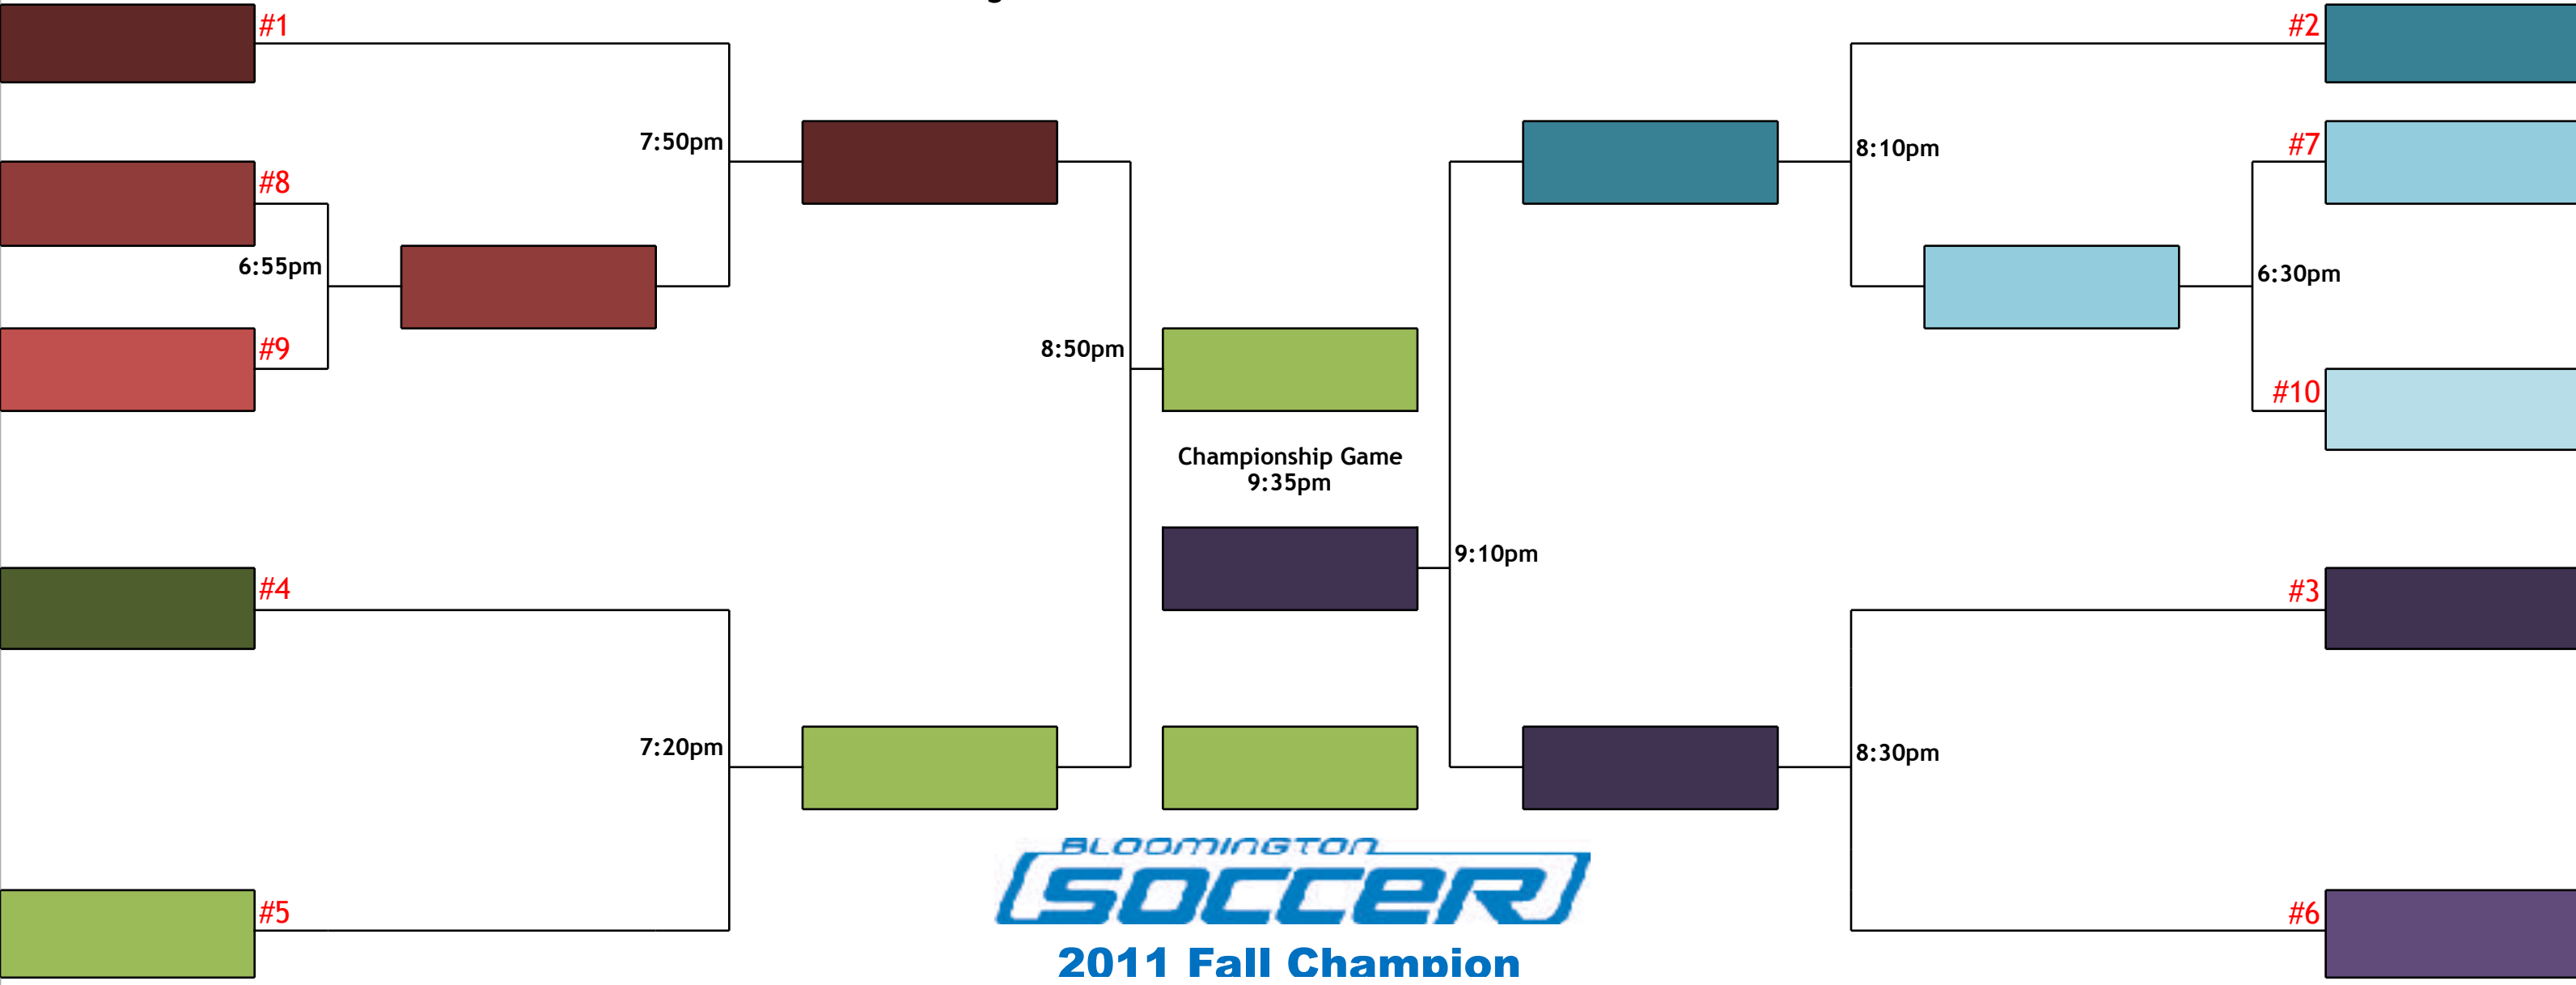 #1
#2
7:50pm
8:10pm
#7
#8
6:55pm
6:30pm
#9
8:50pm
#10
Championship Game
9:35pm
9:10pm
#4
#3
7:20pm
8:30pm
BLOOMINGTON
SOCCER
#5
#6
2011 Fall Champion